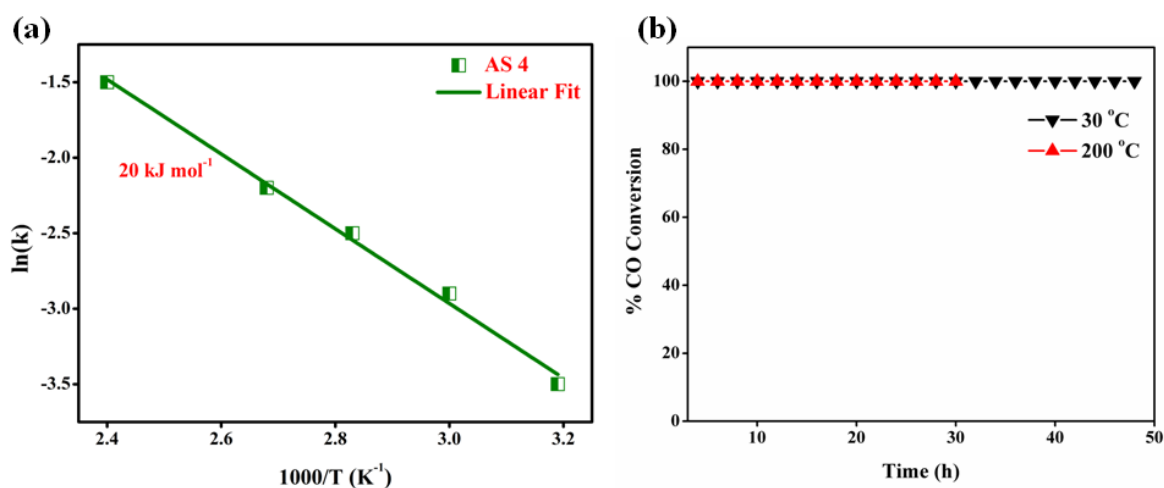 (a)
AS 4
Linear Fit
20 kJ mol⁻¹
ln(k)
-1.5
-2.0
-2.5
-3.0
-3.5
2.4 2.6 2.8 3.0 3.2
1000/T (K⁻¹)
(b)
30 °C
200 °C
% CO Conversion
100
80
60
40
20
0
10 20 30 40 50
Time (h)